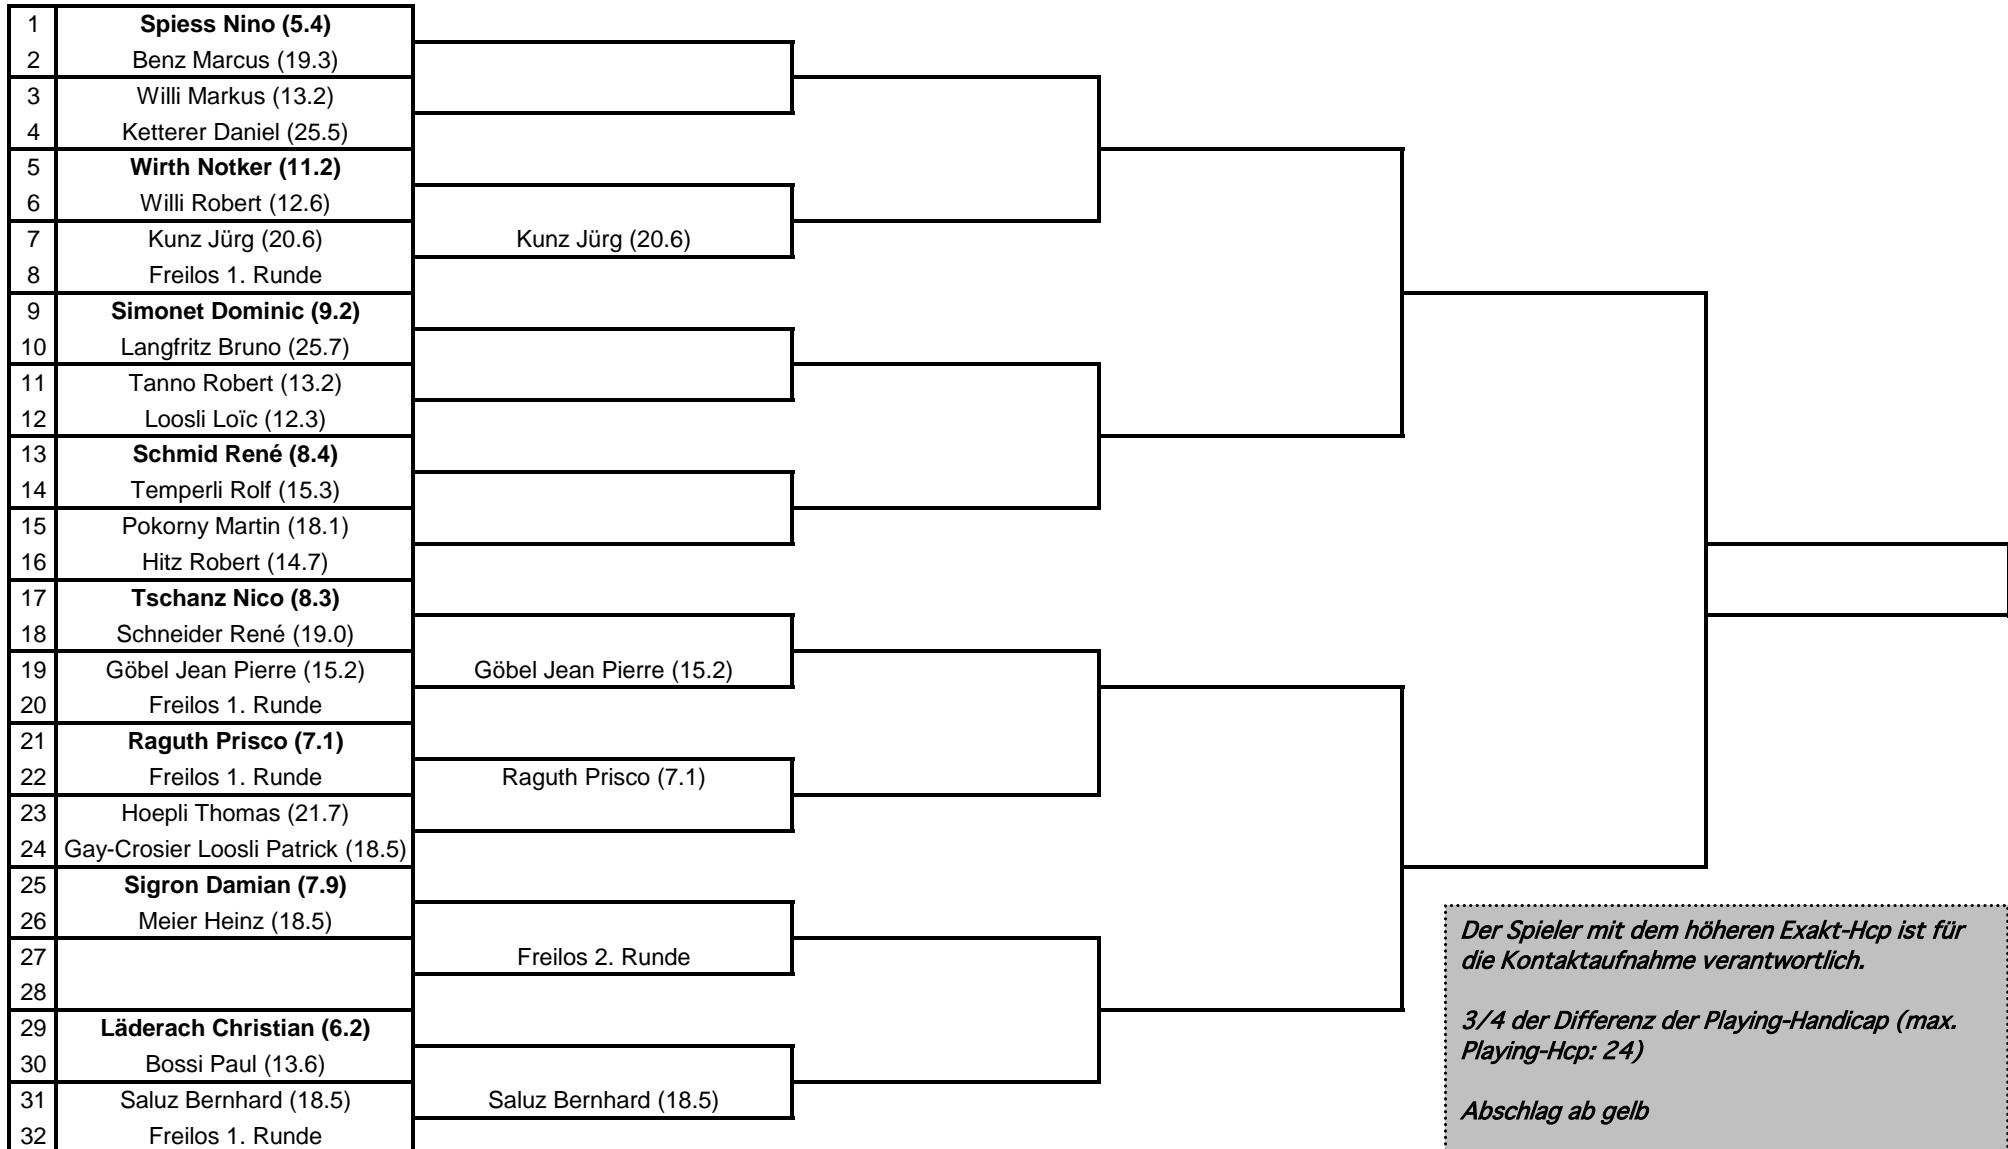 1 Spiess Nino (5.4)
2 Benz Marcus (19.3)
3 Willi Markus (13.2)
4 Ketterer Daniel (25.5)
5 Wirth Notker (11.2)
6 Willi Robert (12.6)
7 Kunz Jürg (20.6) Kunz Jürg (20.6)
8 Freilos 1. Runde
9 Simonet Dominic (9.2)
10 Langfritz Bruno (25.7)
11 Tanno Robert (13.2)
12 Loosli Loïc (12.3)
13 Schmid René (8.4)
14 Temperli Rolf (15.3)
15 Pokorny Martin (18.1)
16 Hitz Robert (14.7)
17 Tschanz Nico (8.3)
18 Schneider René (19.0)
19 Göbel Jean Pierre (15.2) Göbel Jean Pierre (15.2)
20 Freilos 1. Runde
21 Raguth Prisco (7.1)
22 Freilos 1. Runde Raguth Prisco (7.1)
23 Hoepli Thomas (21.7)
24 Gay-Crosier Loosli Patrick (18.5)
25 Sigron Damian (7.9)
26 Meier Heinz (18.5)
27 Freilos 2. Runde
28
29 Läderach Christian (6.2)
30 Bossi Paul (13.6)
31 Saluz Bernhard (18.5) Saluz Bernhard (18.5)
32 Freilos 1. Runde
Der Spieler mit dem höheren Exakt-Hcp ist für
die Kontaktaufnahme verantwortlich.
3/4 der Differenz der Playing-Handicap (max.
Playing-Hcp: 24)
Abschlag ab gelb